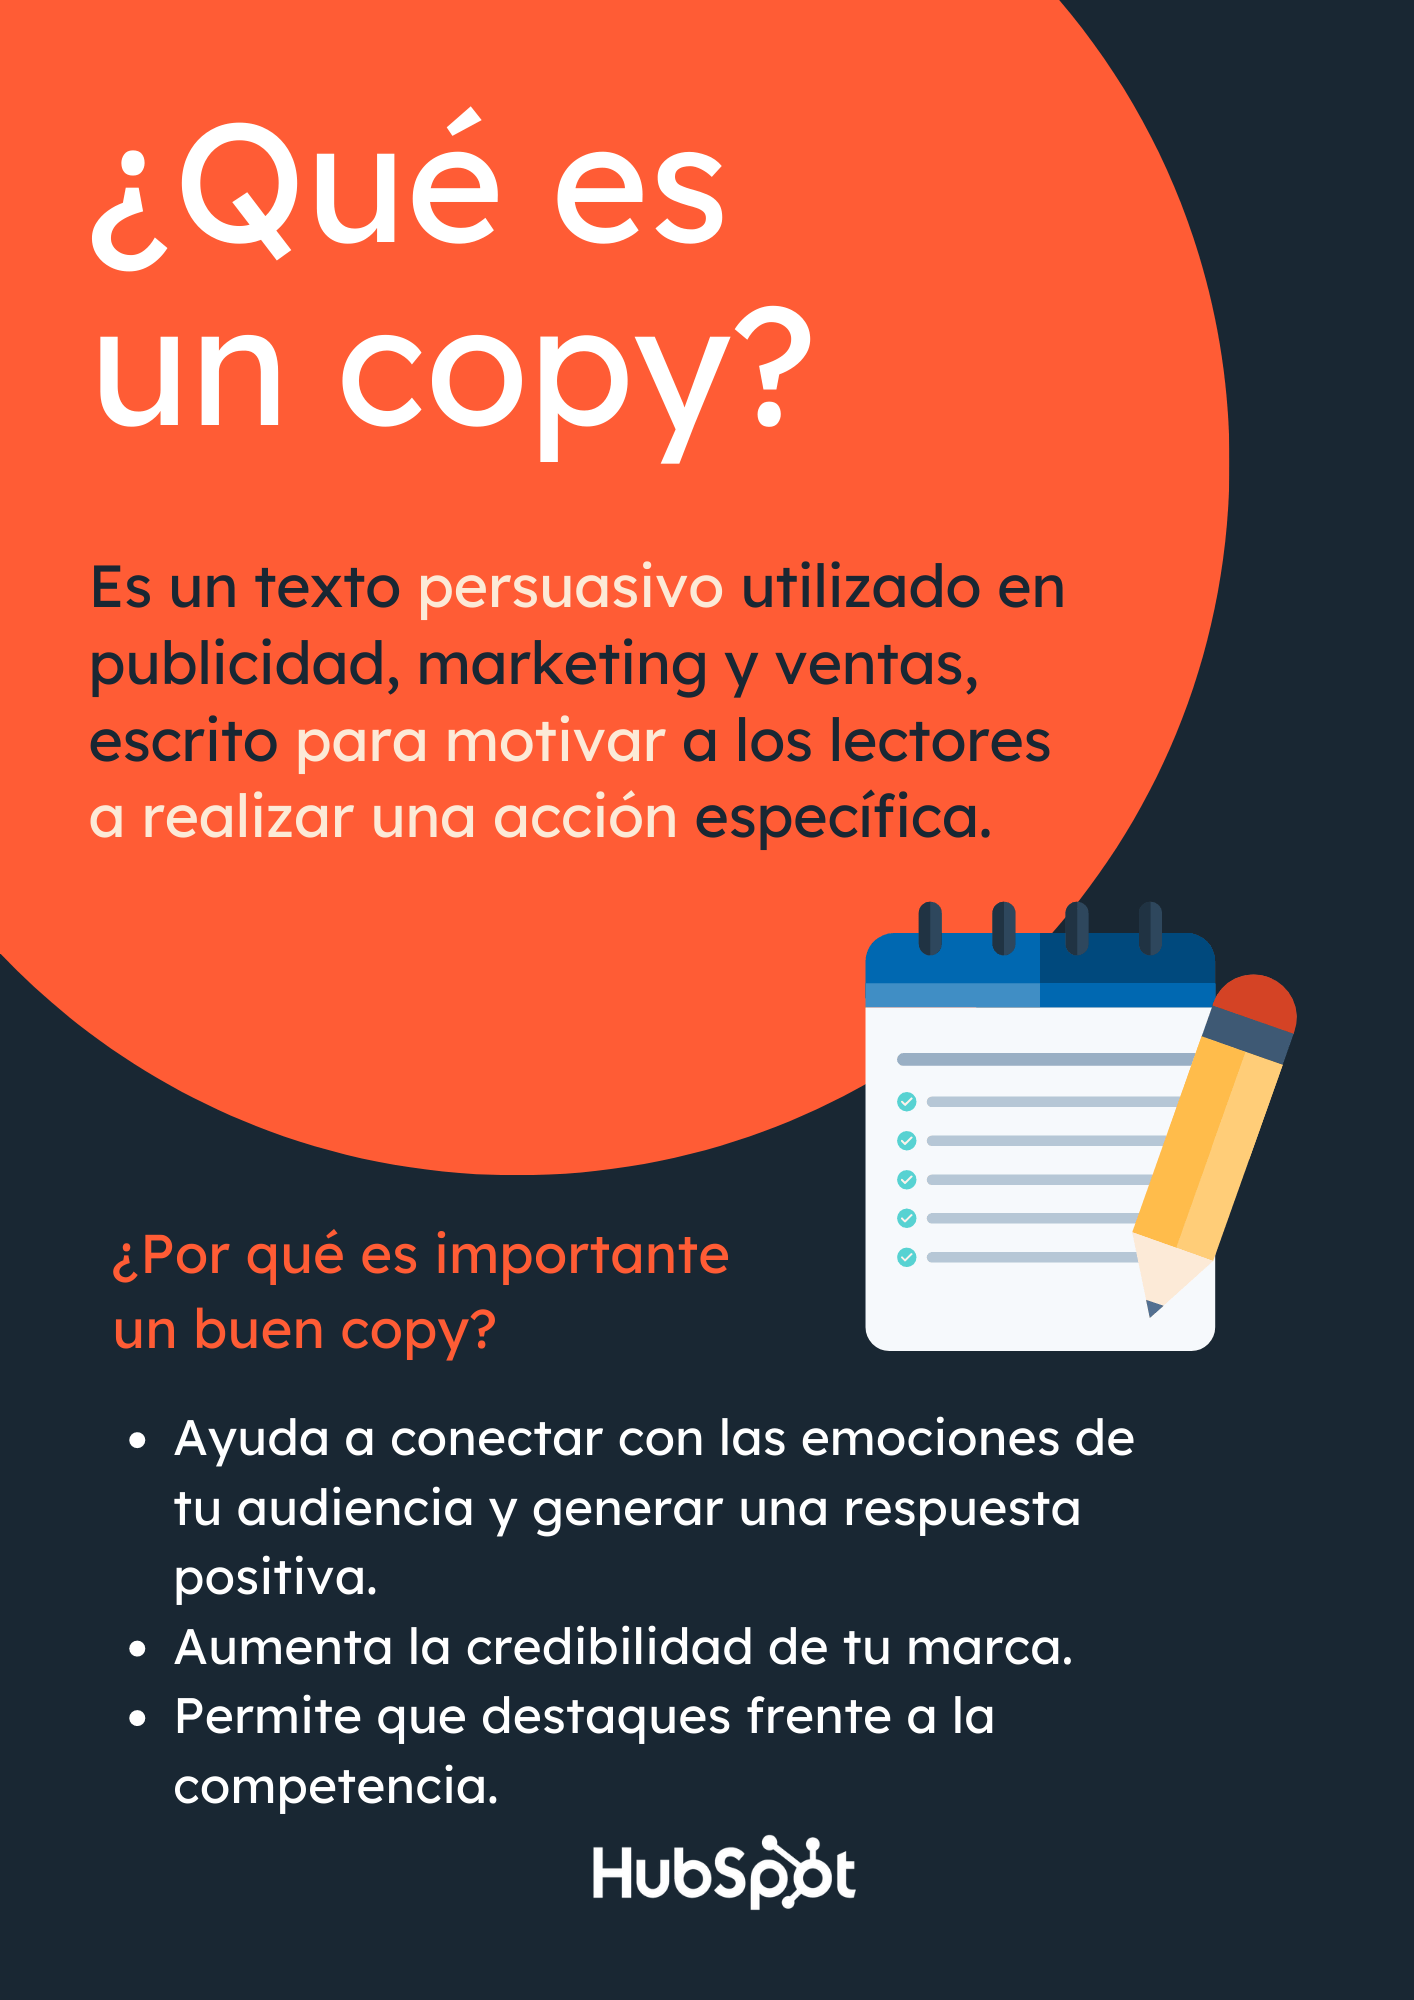 ¿Qué es
un copy?
Es un texto persuasivo utilizado en
publicidad, marketing y ventas,
escrito para motivar a los lectores
a realizar una acción específica.
¿Por qué es importante
un buen copy?
• Ayuda a conectar con las emociones de
tu audiencia y generar una respuesta
positiva.
• Aumenta la credibilidad de tu marca.
• Permite que destaques frente a la
competencia.
HubSpot